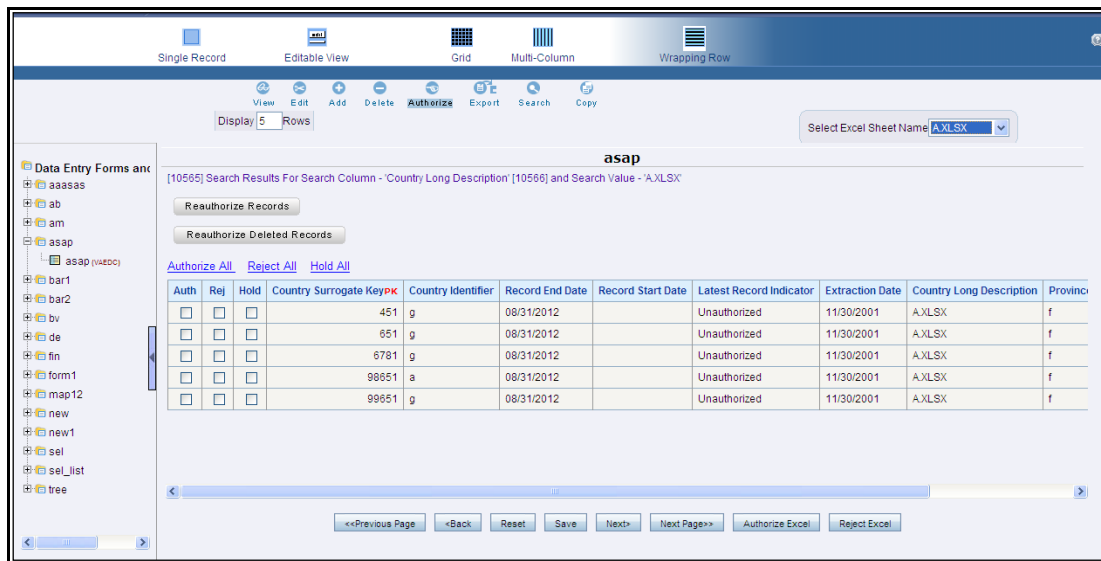 Single Record Editable View Grid Multi-Column Wrapping Row
View Edit Add Delete Authorize Export Search Copy
Display 5 Rows
Select Excel Sheet Name A.XLSX
Data Entry Forms and
aaasas
ab
am
asap
asap (VAEDC)
bar1
bar2
bv
de
fin
form1
map12
new
new1
sel
sel_list
tree
asap
[10565] Search Results For Search Column - 'Country Long Description' [10566] and Search Value - 'A.XLSX'
Reauthorize Records
Reauthorize Deleted Records
Authorize All Reject All Hold All
Auth Rej Hold Country Surrogate KeyPK Country Identifier Record End Date Record Start Date Latest Record Indicator Extraction Date Country Long Description Province
451 g 08/31/2012 Unauthorized 11/30/2001 A.XLSX f
651 g 08/31/2012 Unauthorized 11/30/2001 A.XLSX f
6781 g 08/31/2012 Unauthorized 11/30/2001 A.XLSX f
98651 a 08/31/2012 Unauthorized 11/30/2001 A.XLSX f
99651 g 08/31/2012 Unauthorized 11/30/2001 A.XLSX f
<<Previous Page <Back Reset Save Next> Next Page>> Authorize Excel Reject Excel